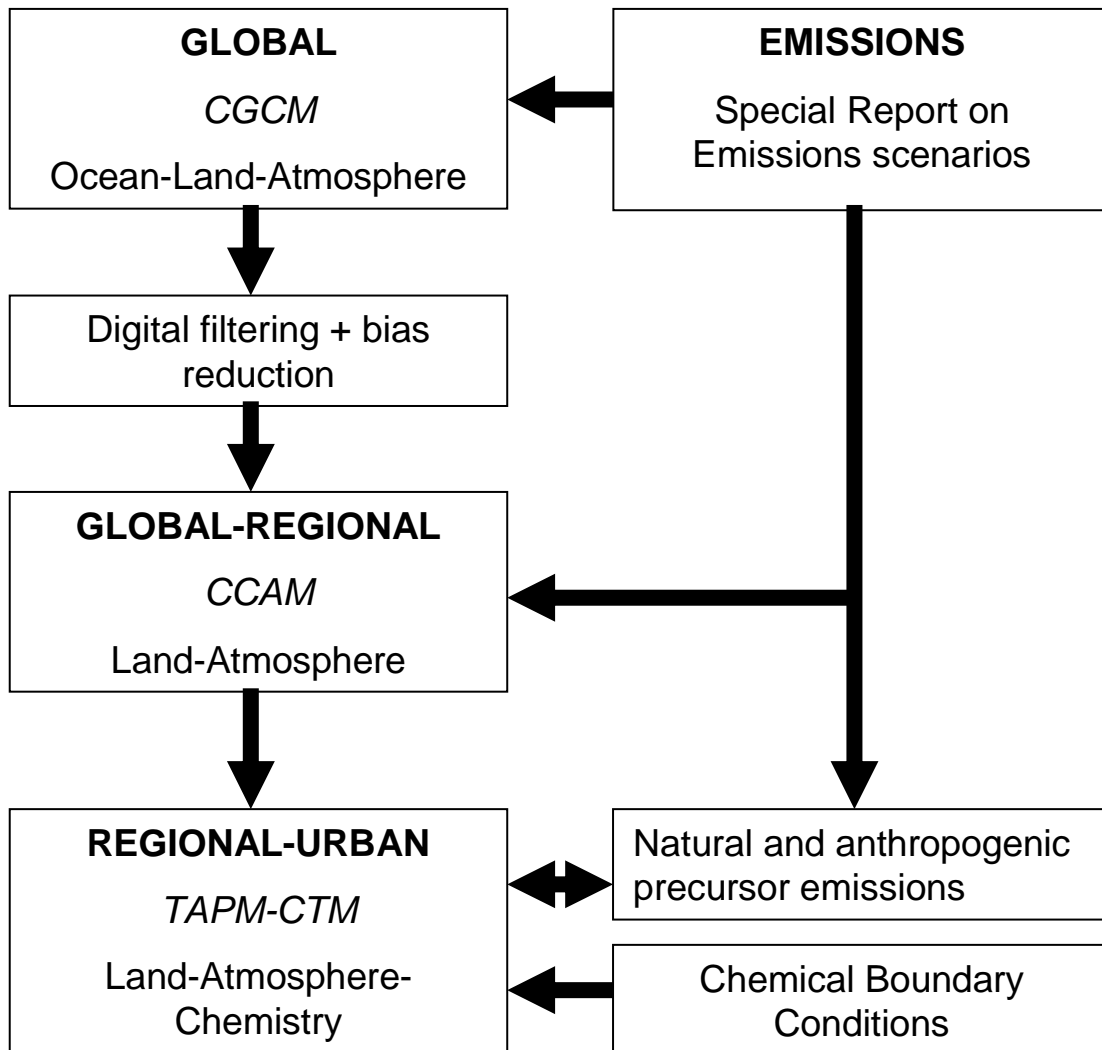 GLOBAL
CGCM
Ocean-Land-Atmosphere
EMISSIONS
Special Report on
Emissions scenarios
Digital filtering + bias
reduction
GLOBAL-REGIONAL
CCAM
Land-Atmosphere
REGIONAL-URBAN
TAPM-CTM
Land-Atmosphere-
Chemistry
Natural and anthropogenic
precursor emissions
Chemical Boundary
Conditions